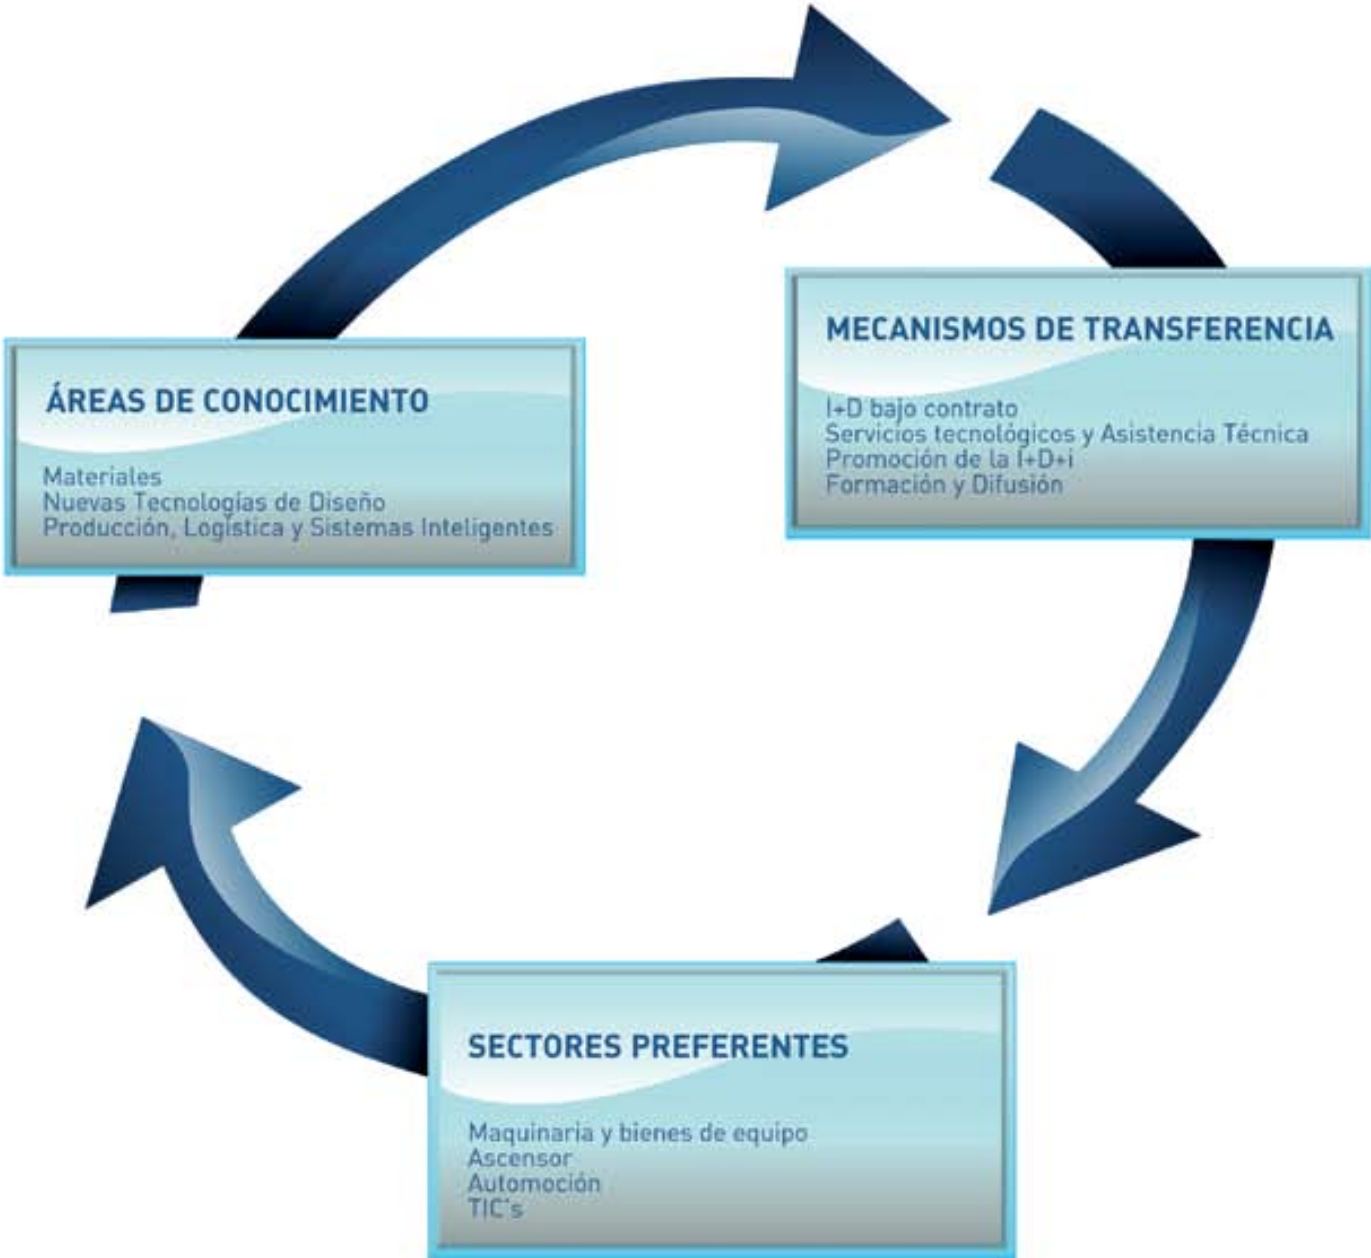 ÁREAS DE CONOCIMIENTO
Materiales
Nuevas Tecnologías de Diseño
Producción, Logística y Sistemas Inteligentes
MECANISMOS DE TRANSFERENCIA
I+D bajo contrato
Servicios tecnológicos y Asistencia Técnica
Promoción de la I+D+i
Formación y Difusión
SECTORES PREFERENTES
Maquinaria y bienes de equipo
Ascensor
Automoción
TIC's